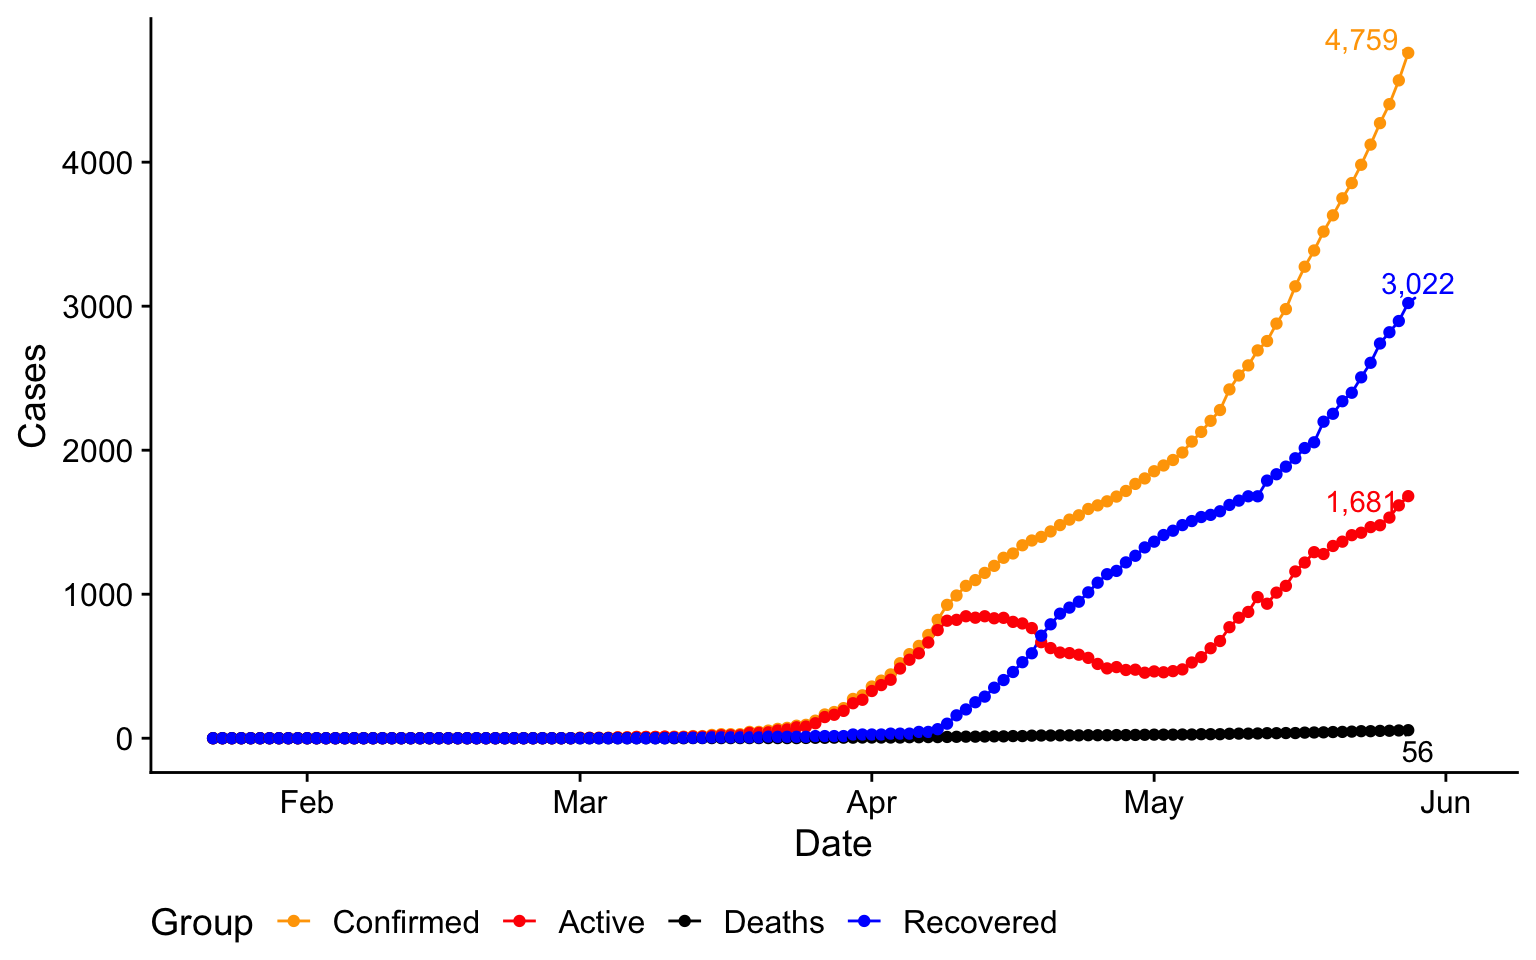 4,759
4000
3,022
3000
Cases
2000
1,681
1000
0
56
Feb Mar Apr May Jun
Date
Group Confirmed Active Deaths Recovered